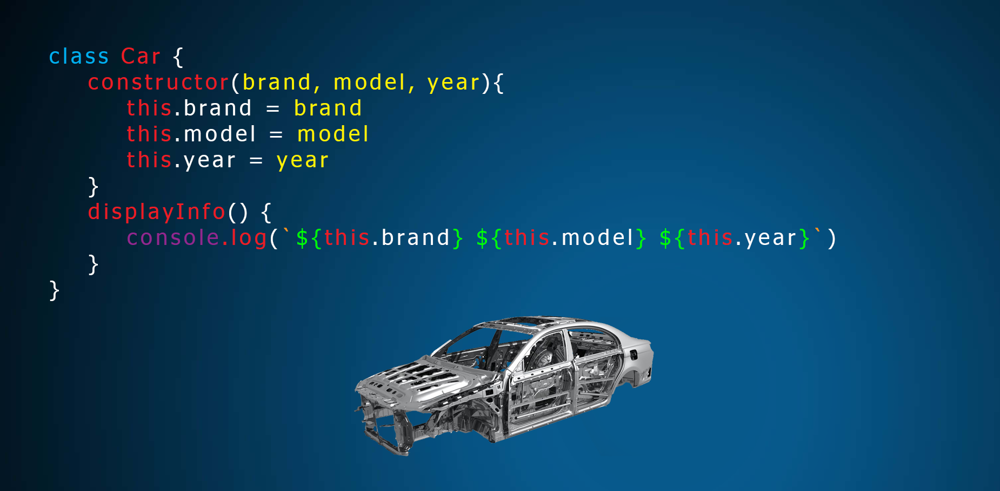 class Car {
constructor(brand, model, year){
this.brand = brand
this.model = model
this.year = year
}
displayInfo() {
console.log(`${this.brand} ${this.model} ${this.year}`)
}
}